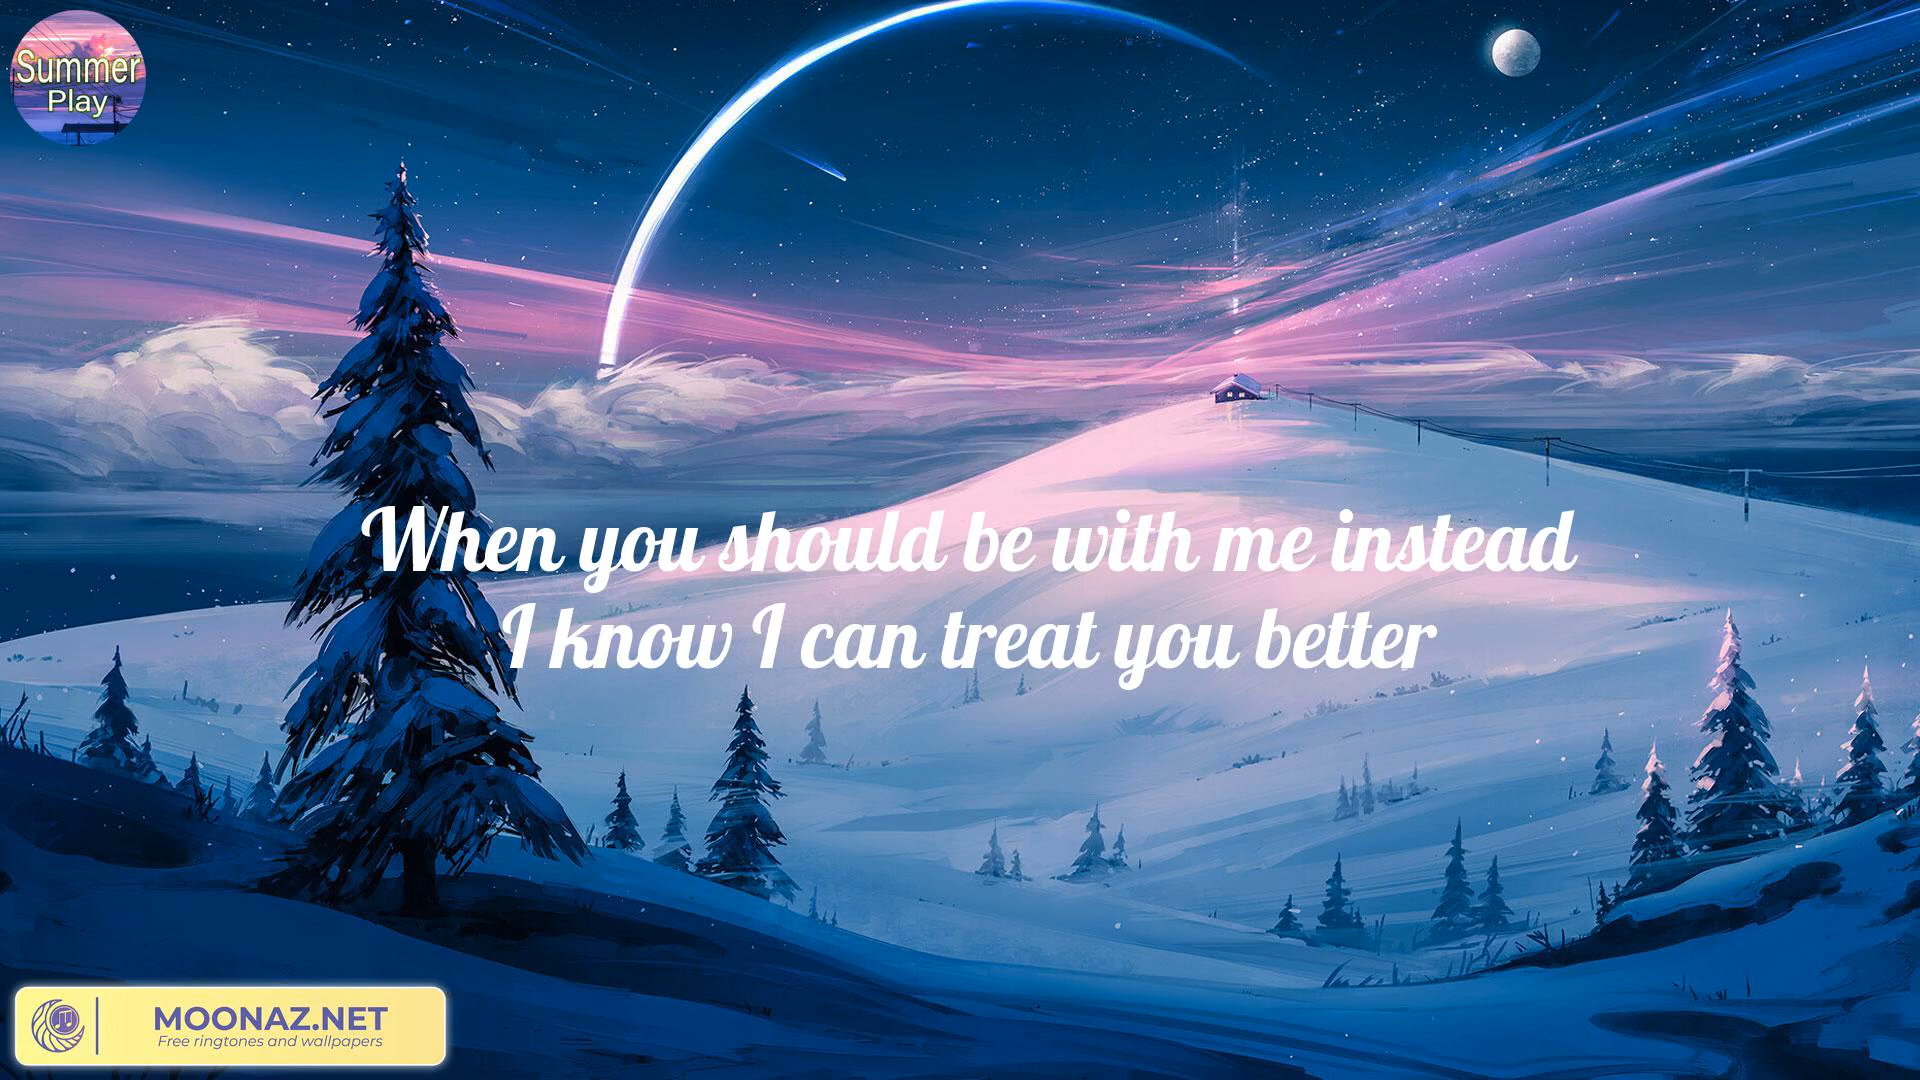 Summer
Play
When you should be with me instead
I know I can treat you better
MOONAZ.NET
Free ringtones and wallpapers